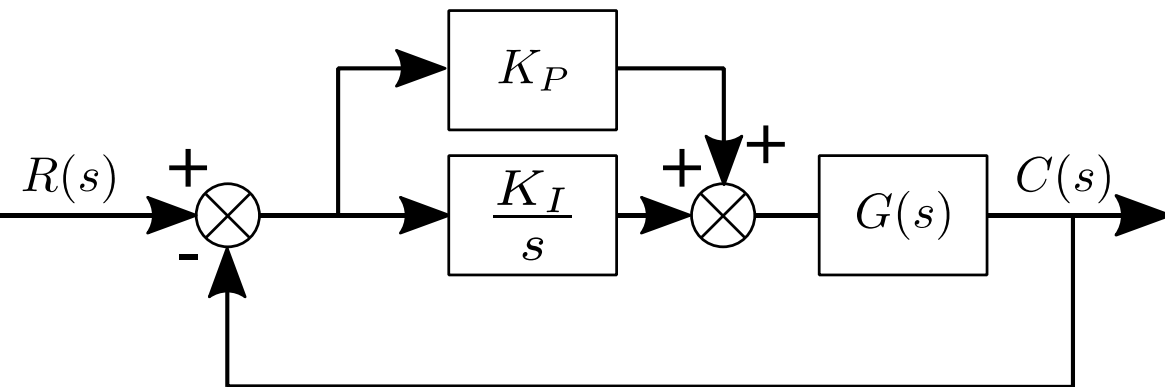 K_P
R(s)
+
+
+
K_I
s
G(s)
C(s)
-